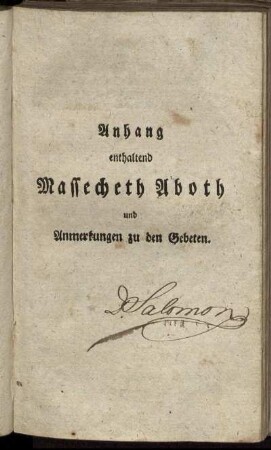 Anhang
enthaltend
Massecheth Aboth
und
Anmerkungen zu den Gebeten.
D. Salomon